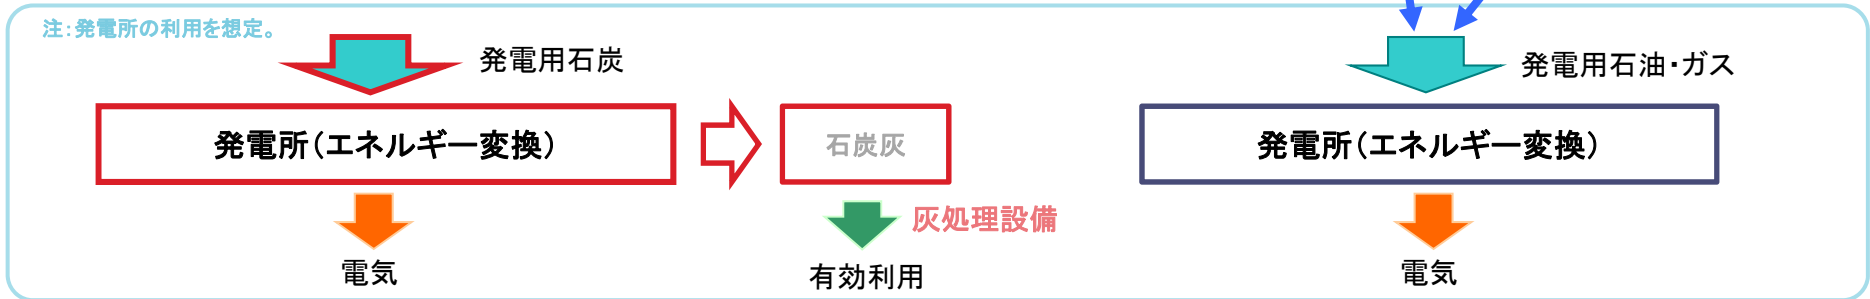 注：発電所の利用を想定。
発電用石炭
発電用石油・ガス
発電所（エネルギー変換）
石炭灰
発電所（エネルギー変換）
灰処理設備
電気
有効利用
電気